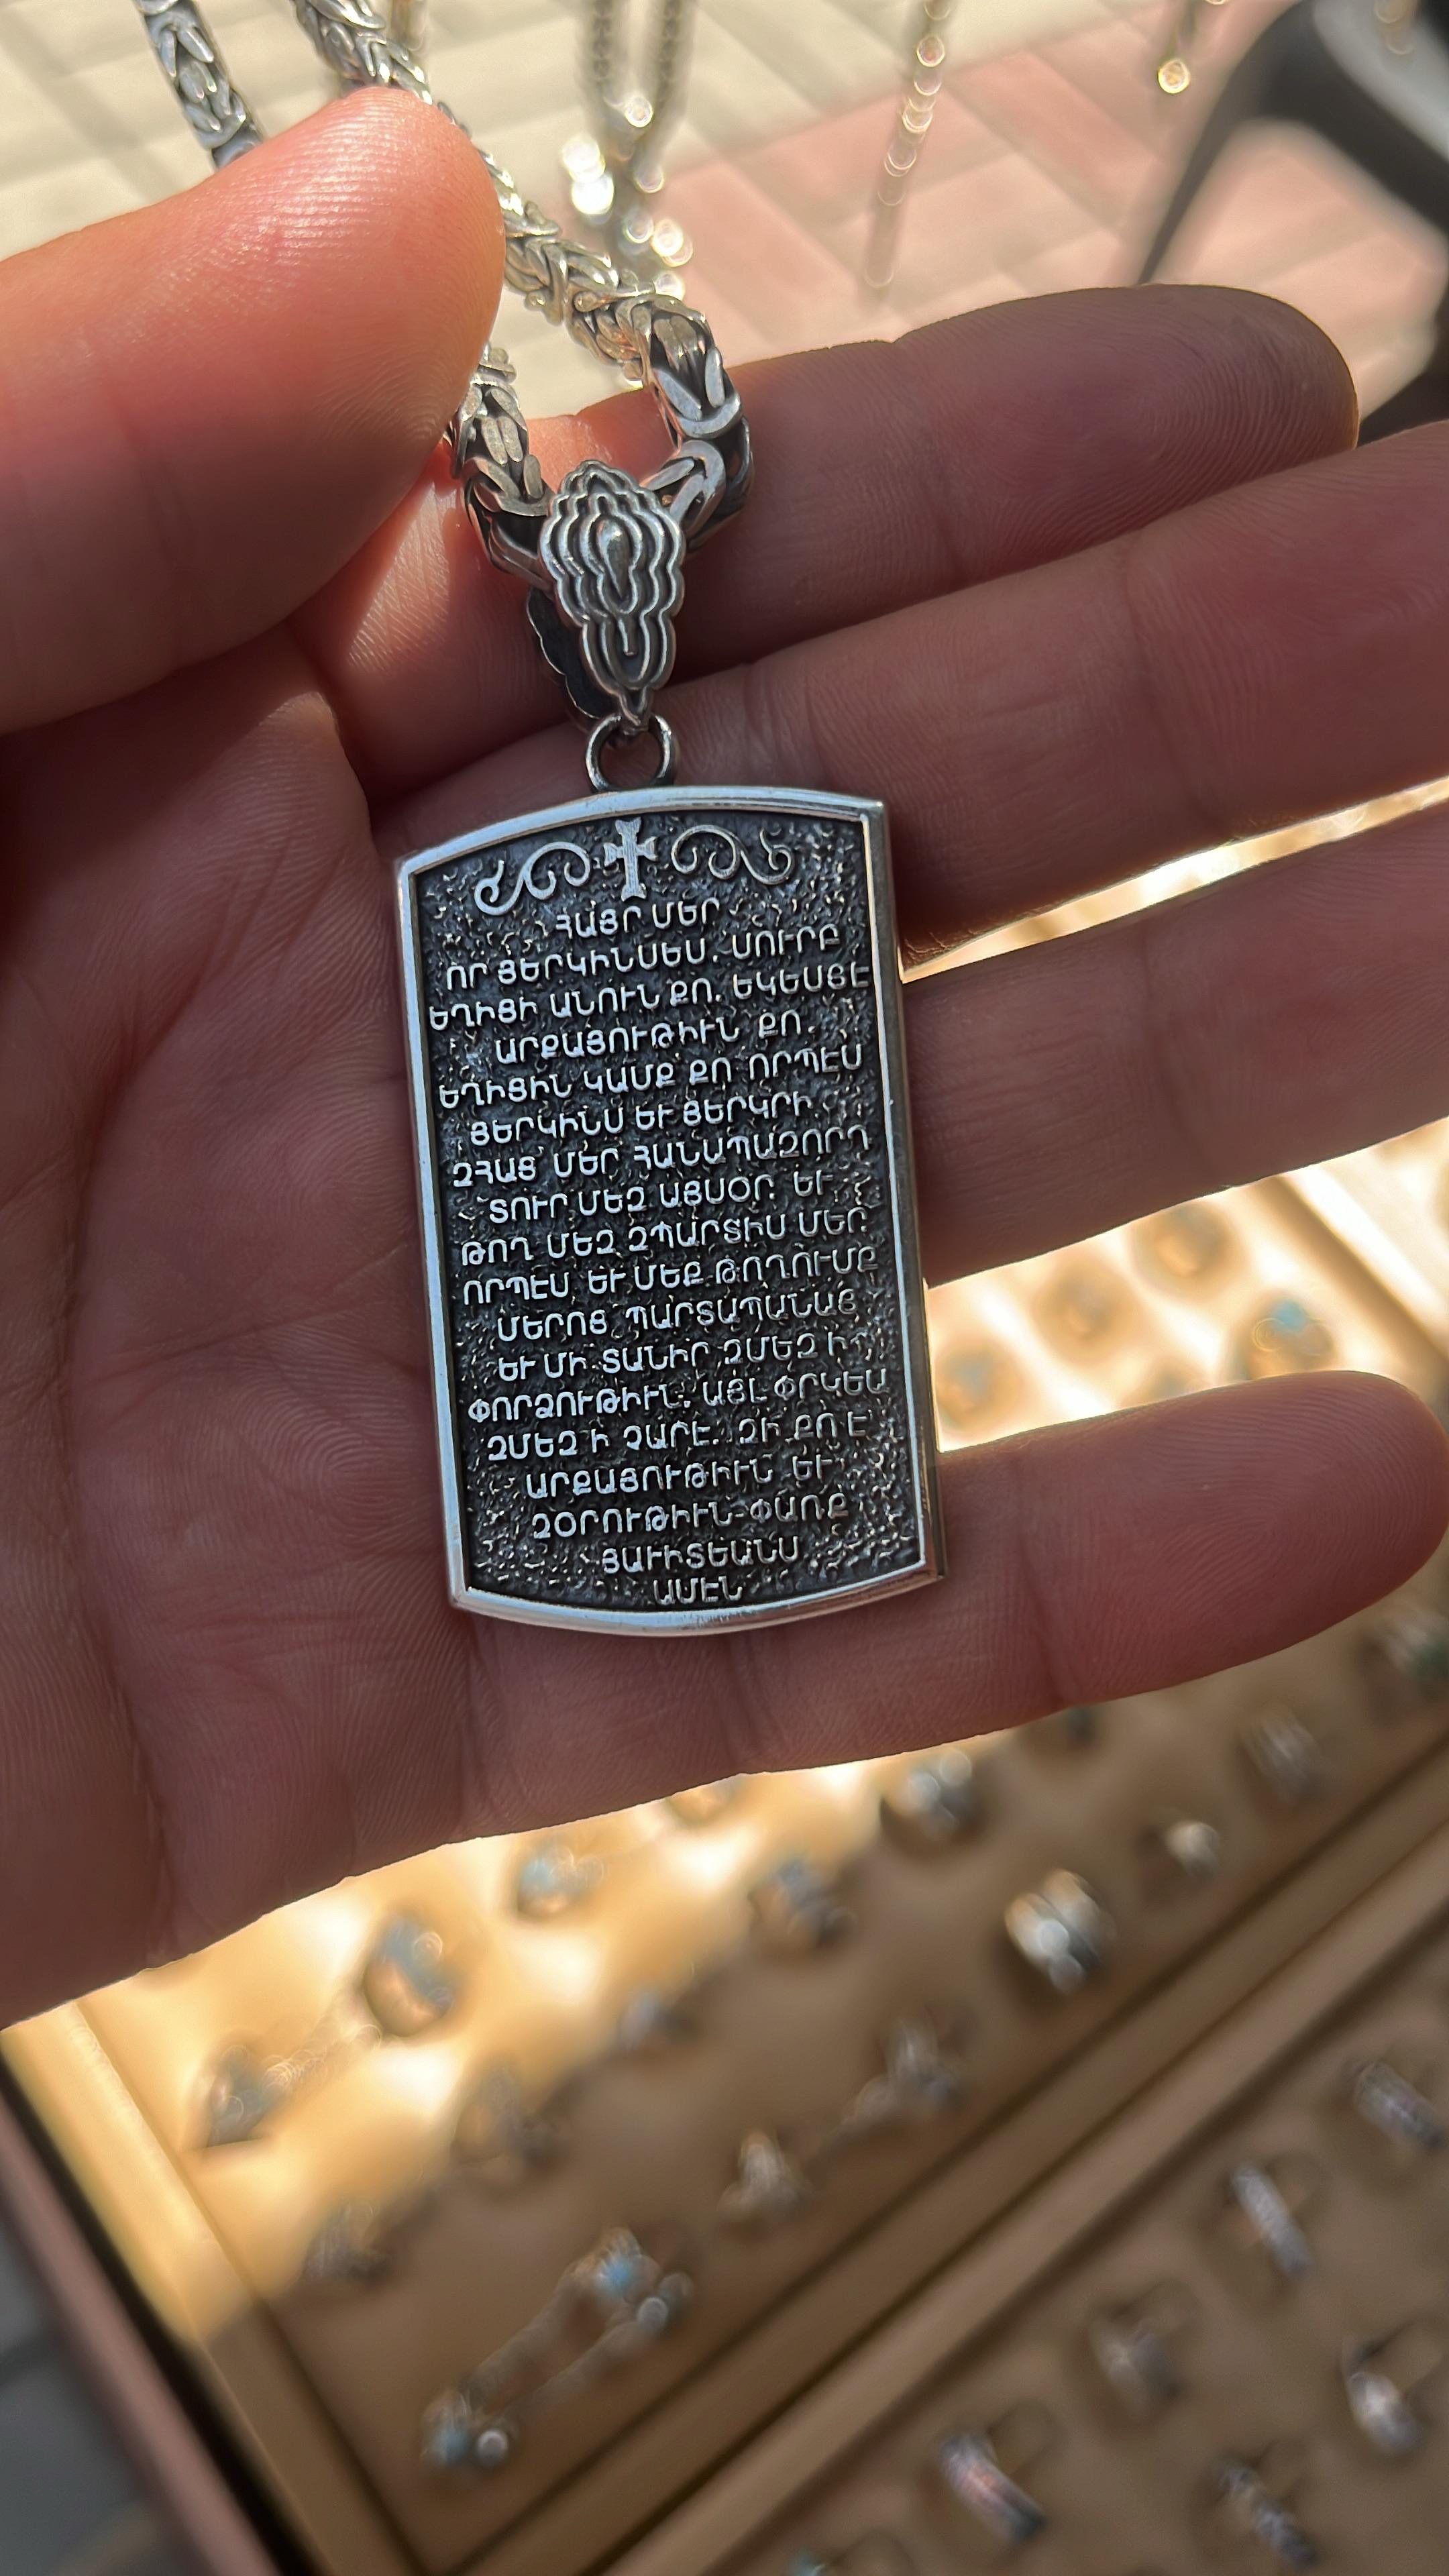 ՀԱՅՐ ՄԵՐ
ՈՐ ՅԵՐԿԻՆՍԵՍ. ՍՈՒՐԲ
ԵՂԻՑԻ ԱՆՈՒՆ ՔՈ. ԵԿԵՍՑԷ
ԱՐՔԱՅՈՒԹԻՒՆ ՔՈ.
ԵՂԻՑԻՆ ԿԱՄՔ ՔՈ ՈՐՊԷՍ
ՅԵՐԿԻՆՍ ԵՒ ՅԵՐԿՐԻ
ԶՀԱՑ ՄԵՐ ՀԱՆԱՊԱԶՈՐԴ
ՏՈՒՐ ՄԵԶ ԱՅՍՕՐ. ԵՒ
ԹՈՂ ՄԵԶ ԶՊԱՐՏԻՍ ՄԵՐ
ՈՐՊԷՍ ԵՒ ՄԵՔ ԹՈՂՈՒՄՔ
ՄԵՐՈՑ ՊԱՐՏԱՊԱՆԱՑ
ԵՒ ՄԻ ՏԱՆԻՐ ԶՄԵԶ Ի
ՓՈՐՁՈՒԹԻՒՆ. ԱՅԼ ՓՐԿԵԱ
ԶՄԵԶ Ի ՉԱՐԷ. ԶԻ ՔՈ Է
ԱՐՔԱՅՈՒԹԻՒՆ ԵՒ
ԶՕՐՈՒԹԻՒՆ-ՓԱՌՔ
ՅԱՒԻՏԵԱՆՍ
ԱՄԷՆ